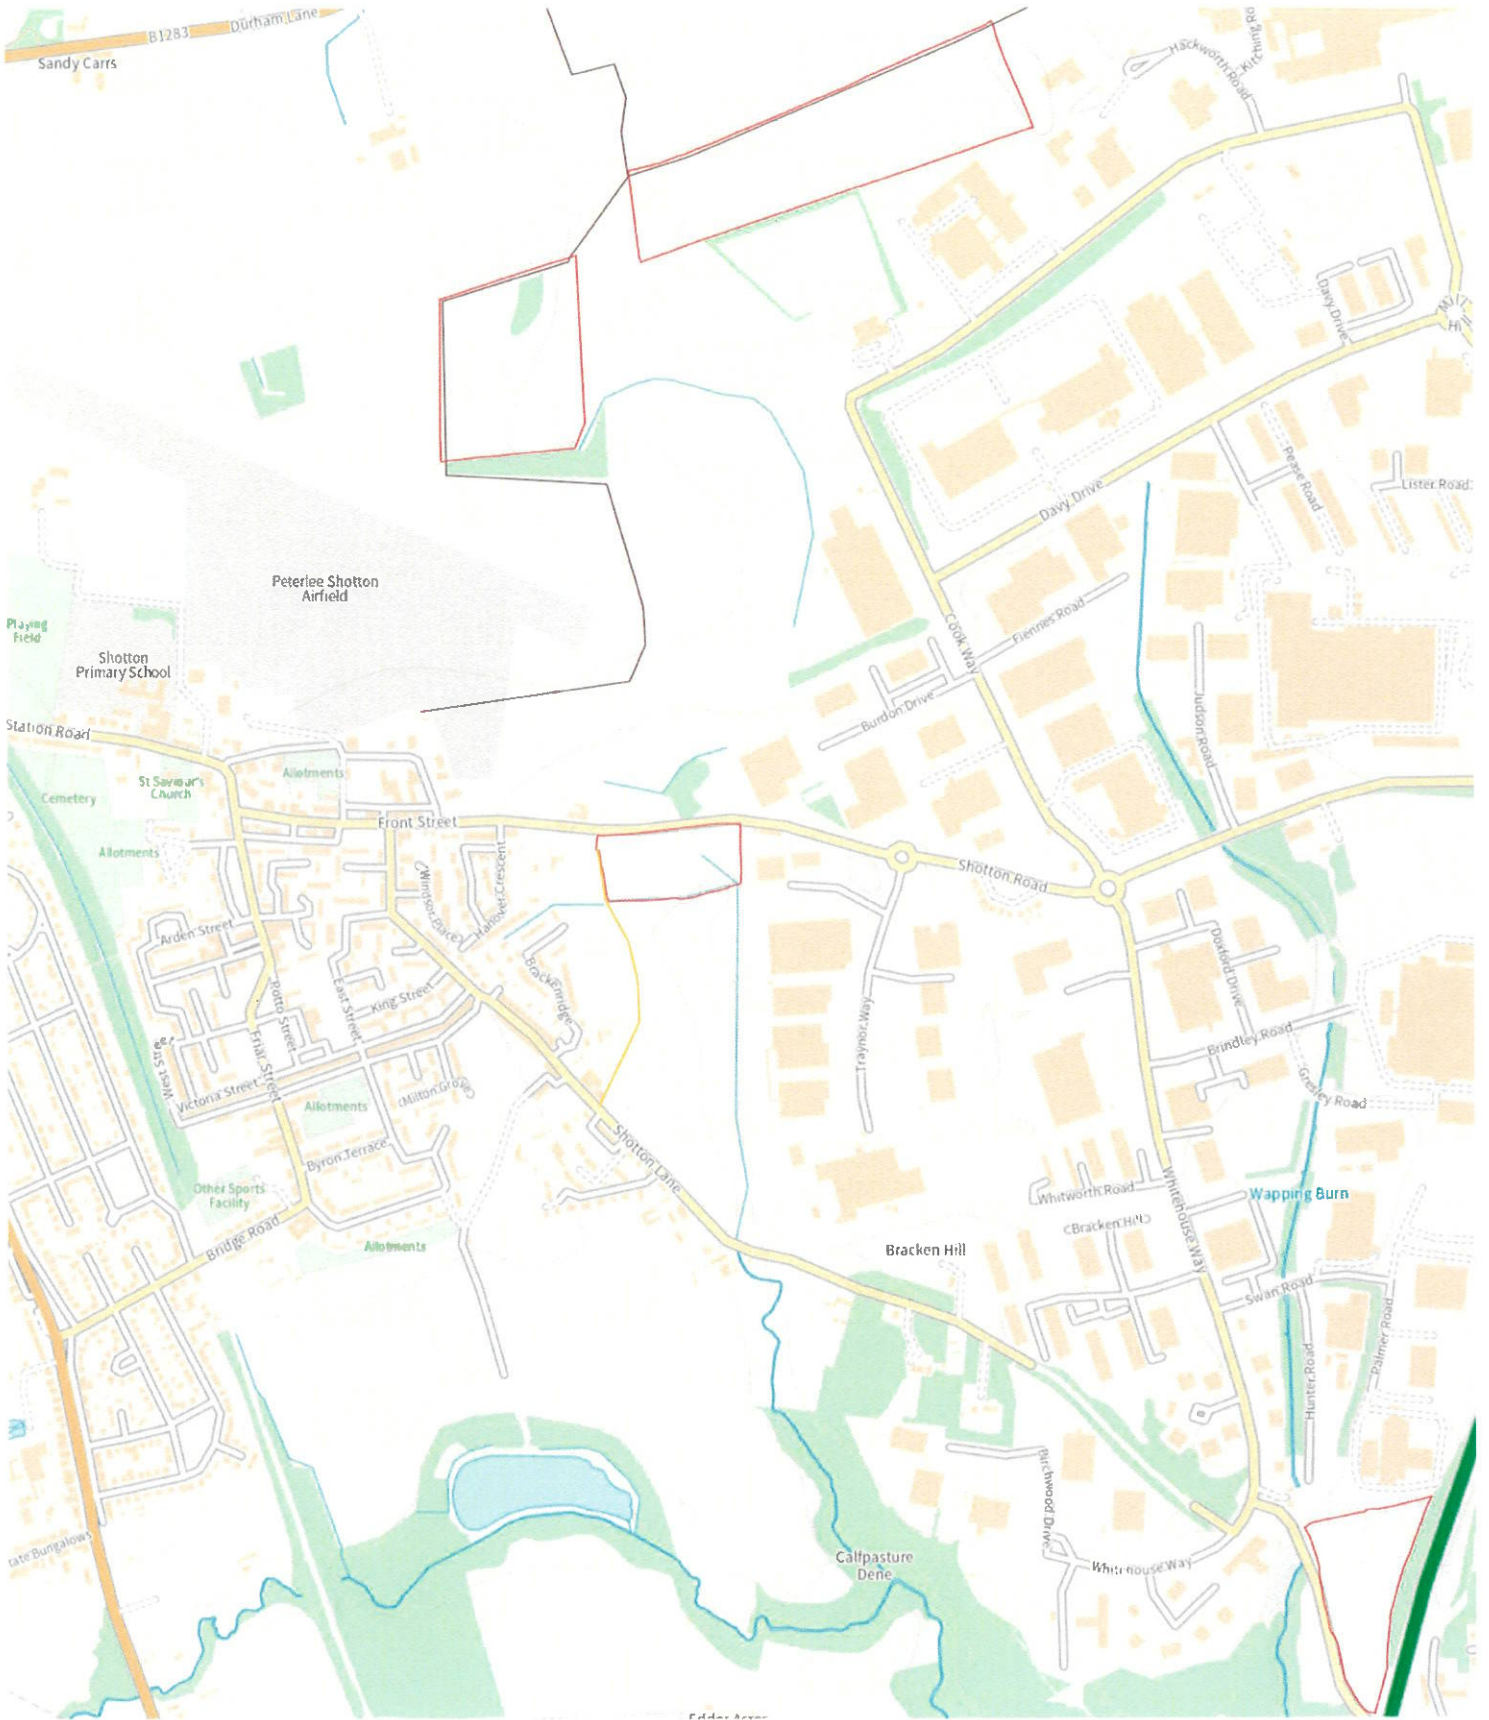 B1283
Durham Lane
Sandy Carrs
Hackworth Road
Davy Drive
Pease Road
Lister Road
Davy Drive
Peterlee Shotton
Airfield
Playing
Field
Shotton
Primary School
Cook Way
Fiennes Road
Burdon Drive
Judson Road
Station Road
Cemetery
St Saviour's
Church
Allotments
Front Street
Allotments
Windsor Place
Hanover Crescent
Shotton Road
Arden Street
Potto Street
East Street
King Street
Brackenridge
Doxford Drive
Traynor Way
Brindley Road
Friar Street
Victoria Street
Allotments
Milton Grove
Gresley Road
Byron Terrace
Shotton Lane
Other Sports
Facility
Whitworth Road
Whitehouse Way
Wapping Burn
Bridge Road
Allotments
Bracken Hill
Bracken Hill
Swan Road
Palmer Road
Hunter Road
Birchwood Drive
tate Bungalows
Calfpasture
Dene
Whitehouse Way